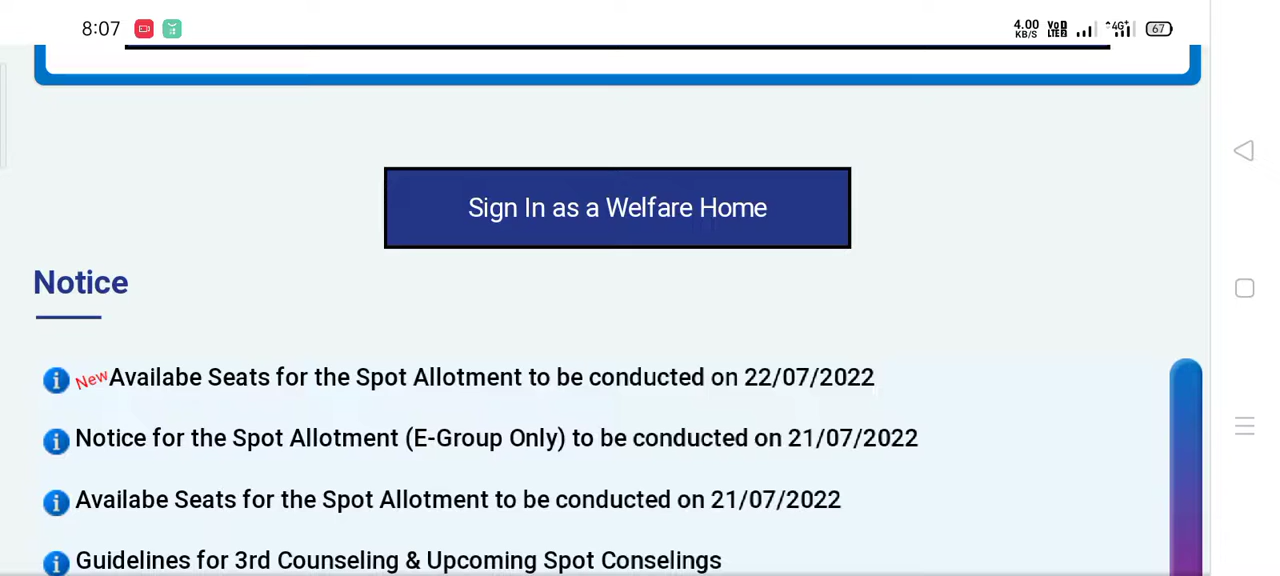 8:07
4.00 KB/S VoD LTE2 4G+ 67
Sign In as a Welfare Home
Notice
New Availabe Seats for the Spot Allotment to be conducted on 22/07/2022
Notice for the Spot Allotment (E-Group Only) to be conducted on 21/07/2022
Availabe Seats for the Spot Allotment to be conducted on 21/07/2022
Guidelines for 3rd Counseling & Upcoming Spot Conselings